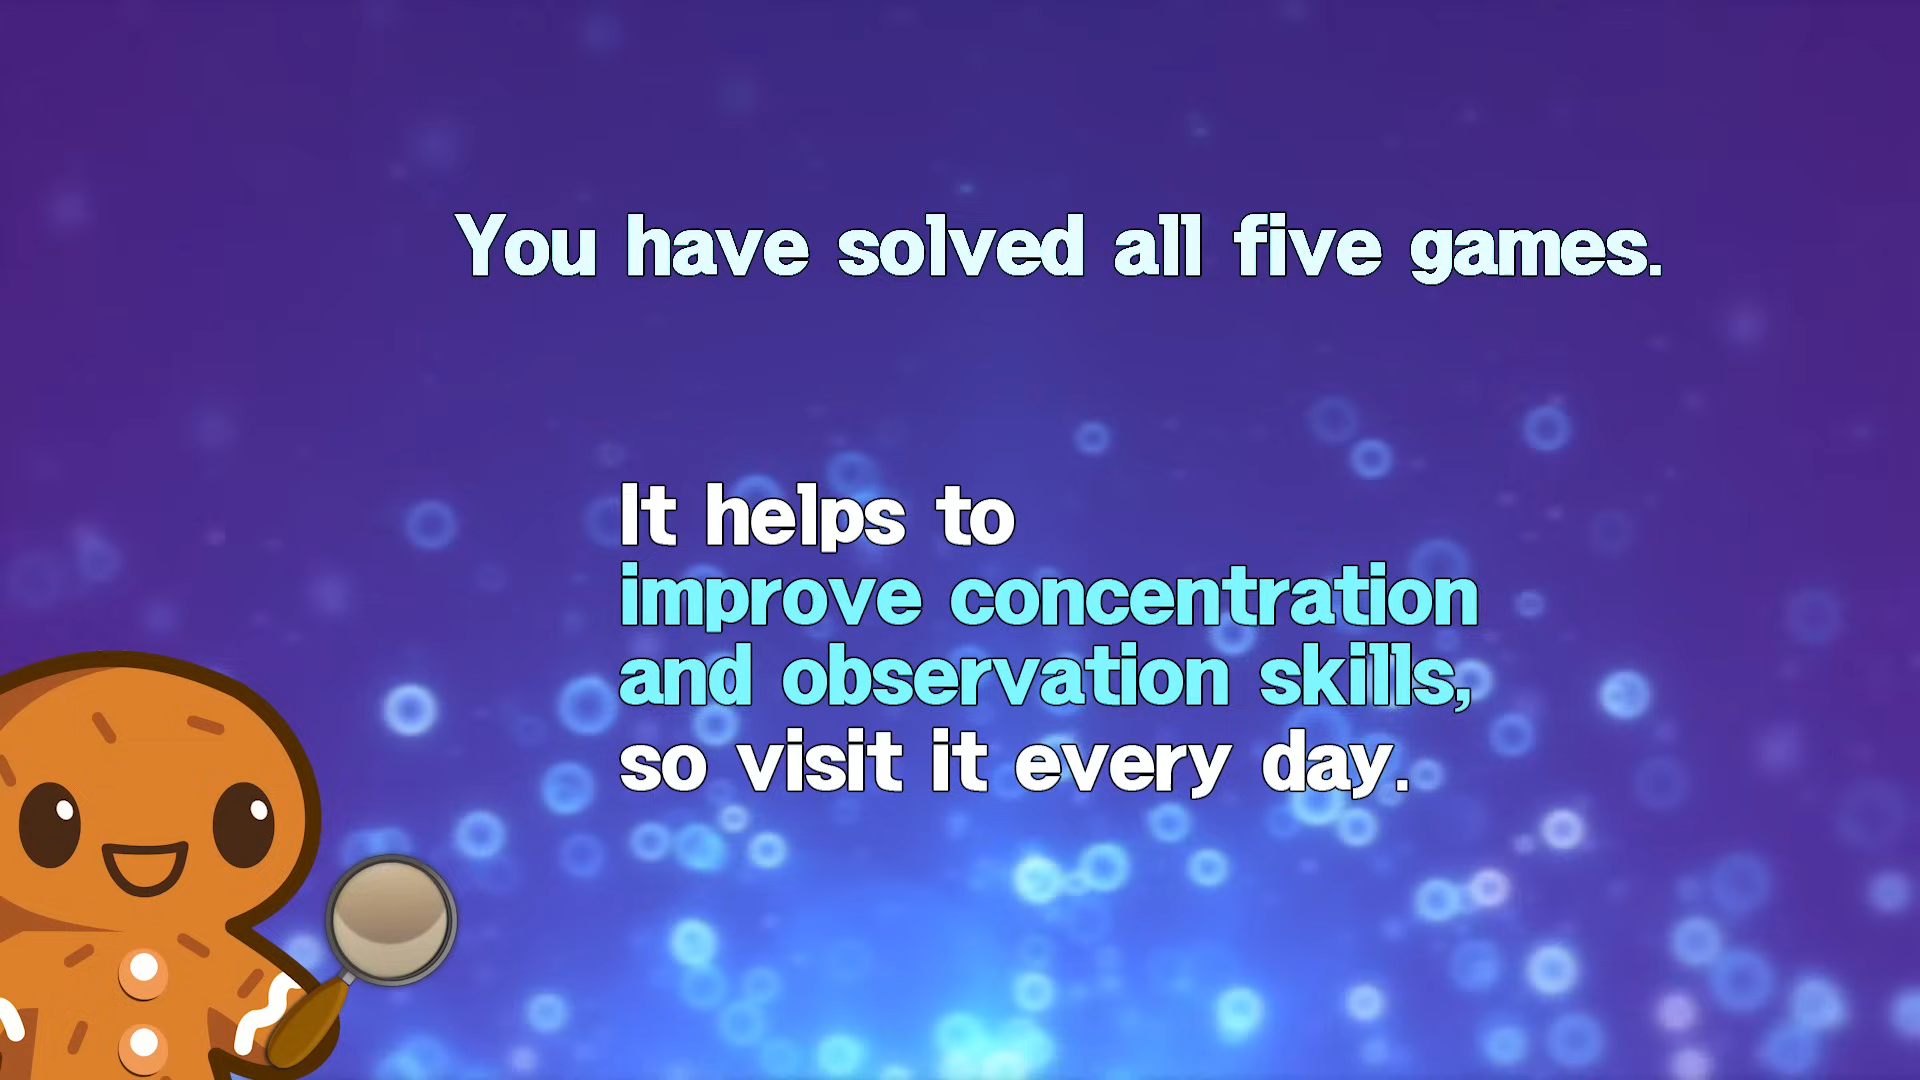 You have solved all five games.
It helps to
improve concentration
and observation skills,
so visit it every day.